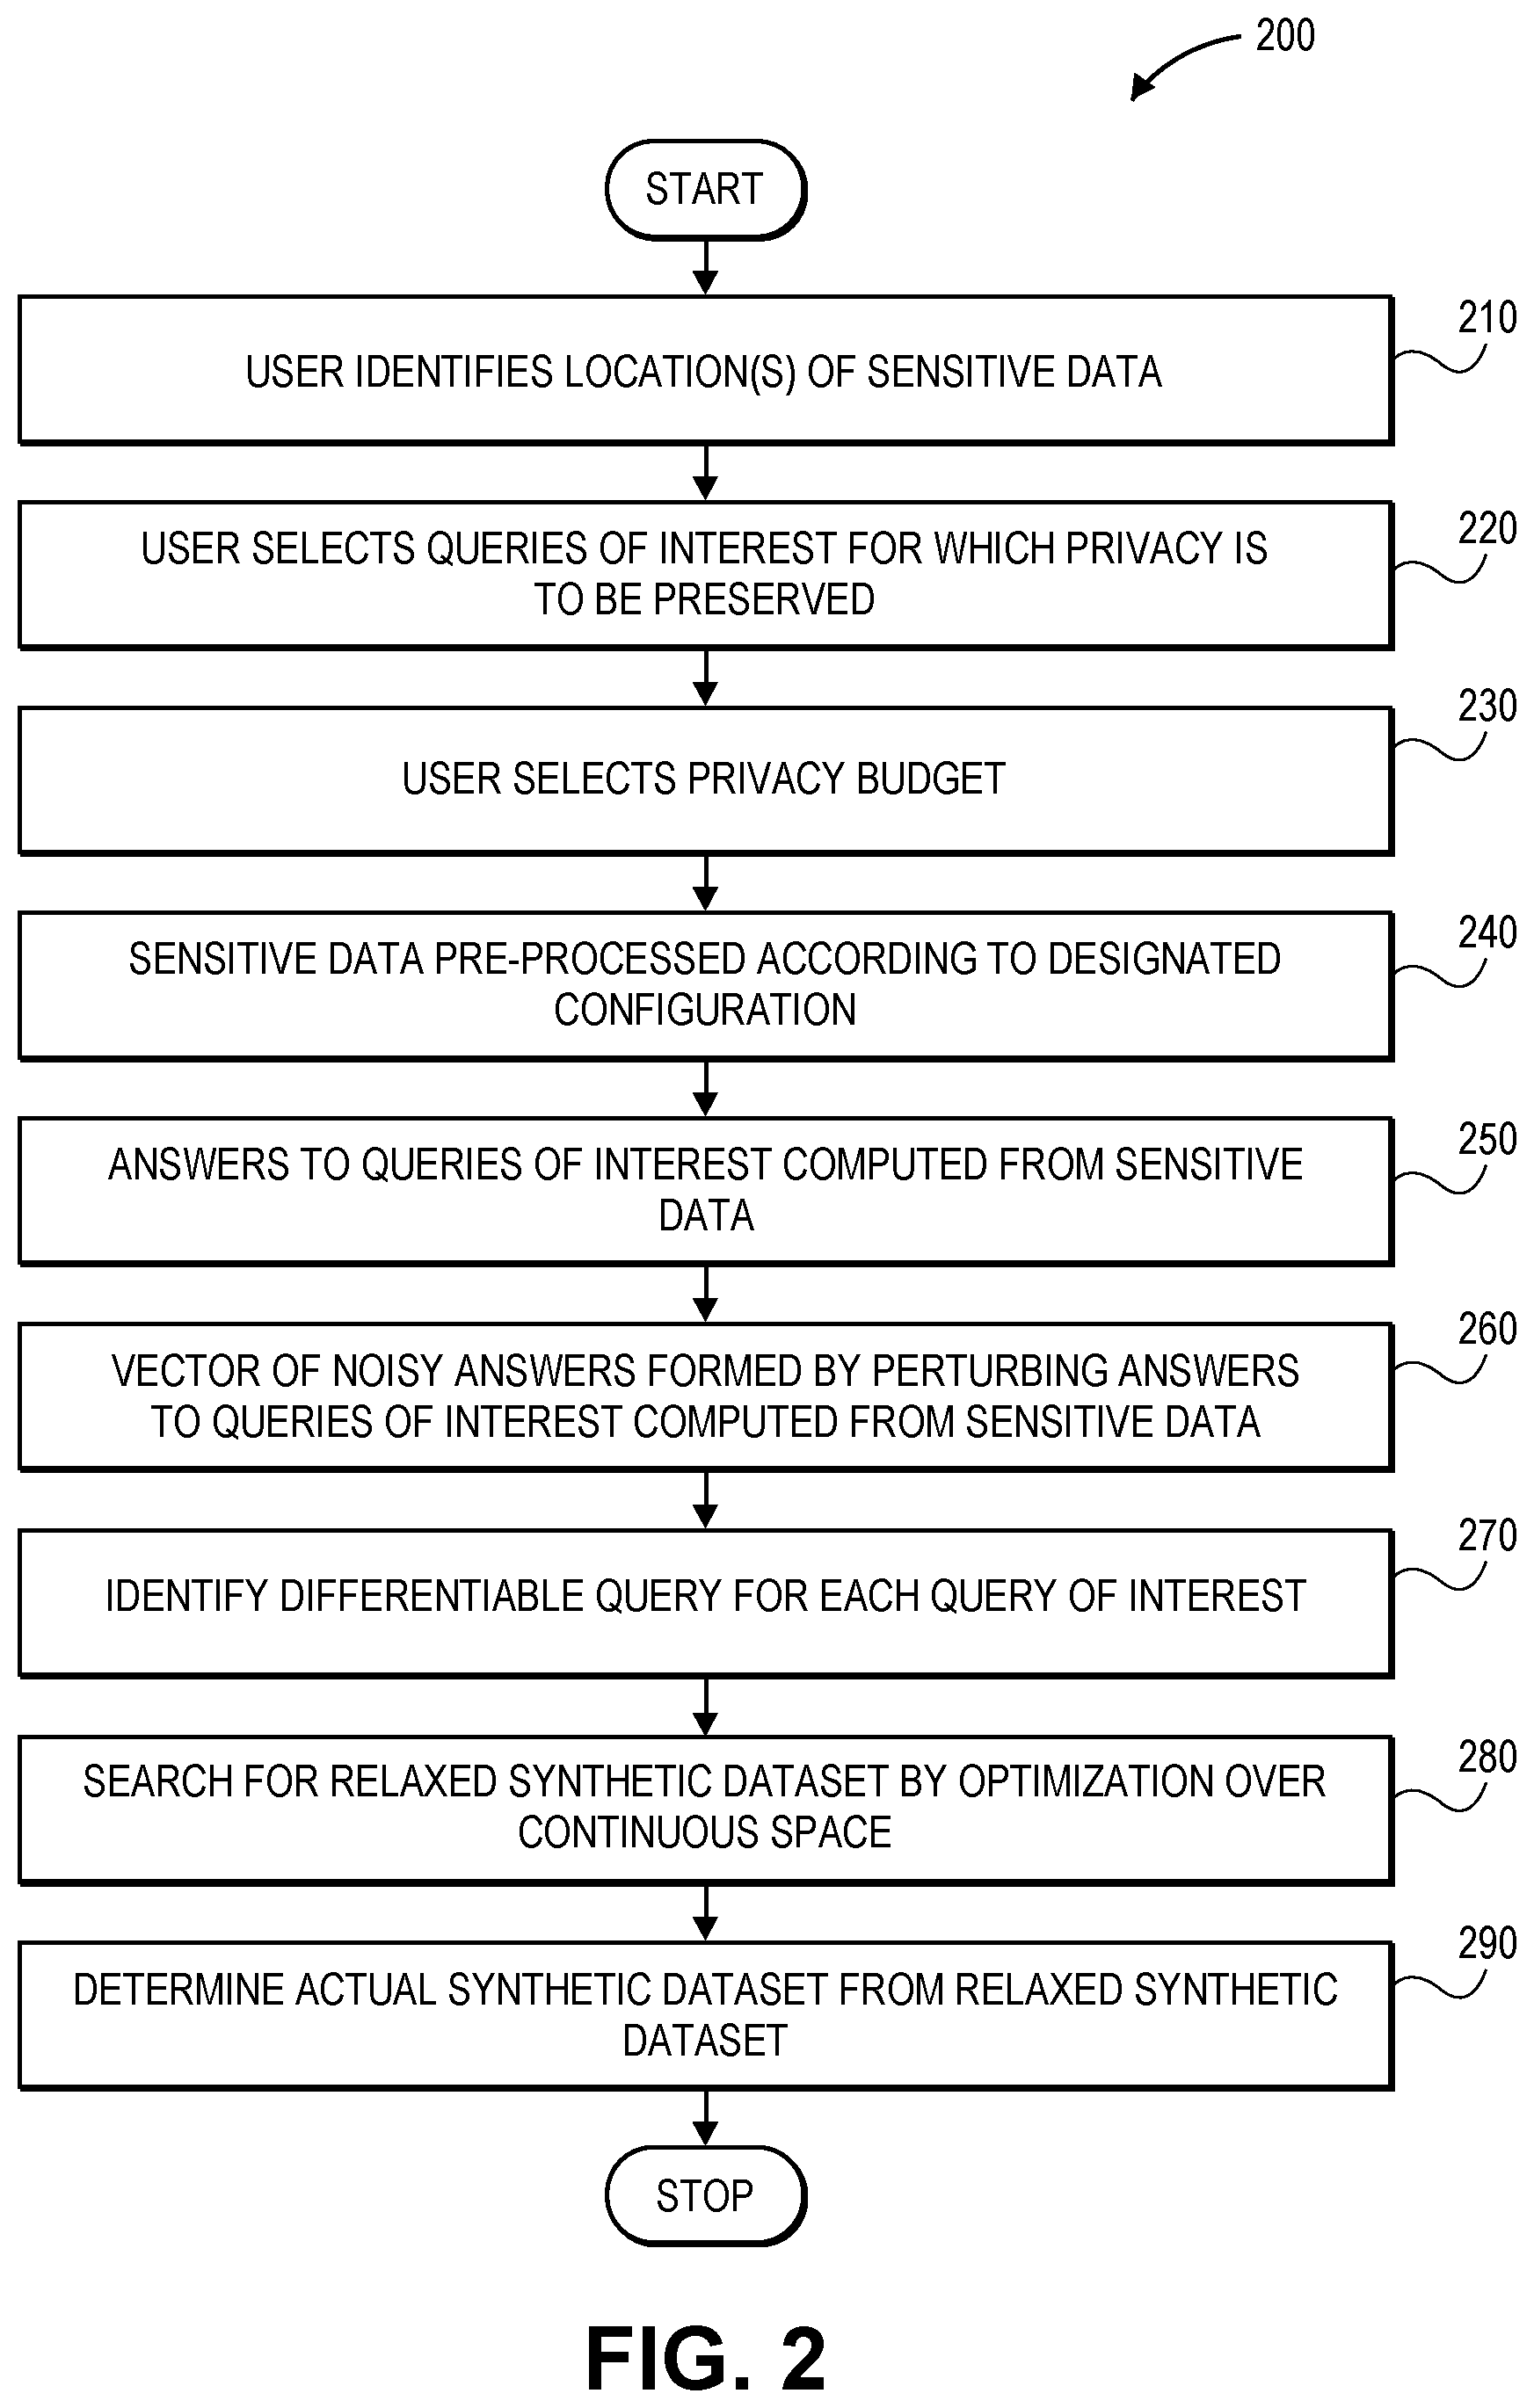 200
START
210
USER IDENTIFIES LOCATION(S) OF SENSITIVE DATA
220
USER SELECTS QUERIES OF INTEREST FOR WHICH PRIVACY IS
TO BE PRESERVED
230
USER SELECTS PRIVACY BUDGET
240
SENSITIVE DATA PRE-PROCESSED ACCORDING TO DESIGNATED
CONFIGURATION
250
ANSWERS TO QUERIES OF INTEREST COMPUTED FROM SENSITIVE
DATA
260
VECTOR OF NOISY ANSWERS FORMED BY PERTURBING ANSWERS
TO QUERIES OF INTEREST COMPUTED FROM SENSITIVE DATA
270
IDENTIFY DIFFERENTIABLE QUERY FOR EACH QUERY OF INTEREST
280
SEARCH FOR RELAXED SYNTHETIC DATASET BY OPTIMIZATION OVER
CONTINUOUS SPACE
290
DETERMINE ACTUAL SYNTHETIC DATASET FROM RELAXED SYNTHETIC
DATASET
STOP
FIG. 2